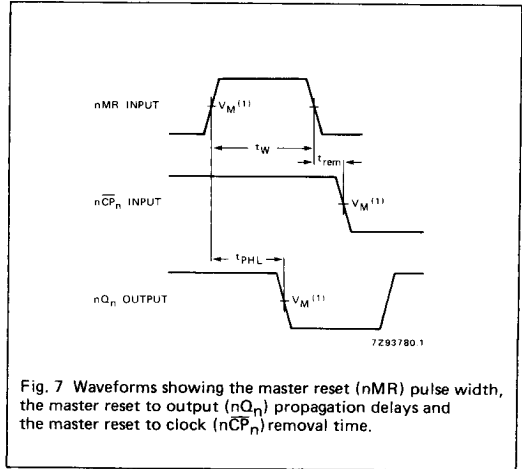 nMR INPUT
VM(1)
tW
trem
nCPn INPUT
VM(1)
tPHL
nQn OUTPUT
VM(1)
7Z93780.1
Fig. 7 Waveforms showing the master reset (nMR) pulse width,
the master reset to output (nQn) propagation delays and
the master reset to clock (nC̅P̅n) removal time.